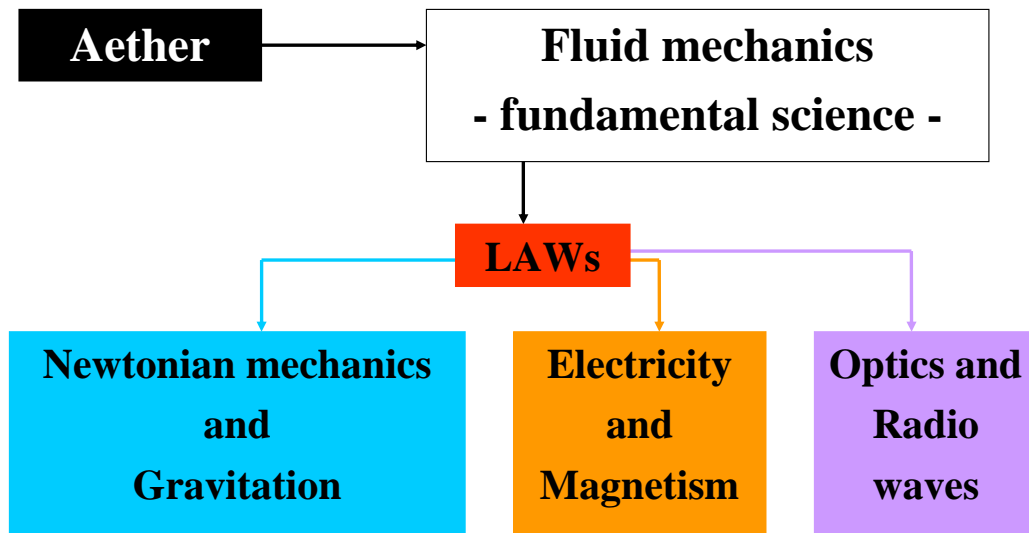 Aether
Fluid mechanics
- fundamental science -
LAWs
Newtonian mechanics
and
Gravitation
Electricity
and
Magnetism
Optics and
Radio
waves